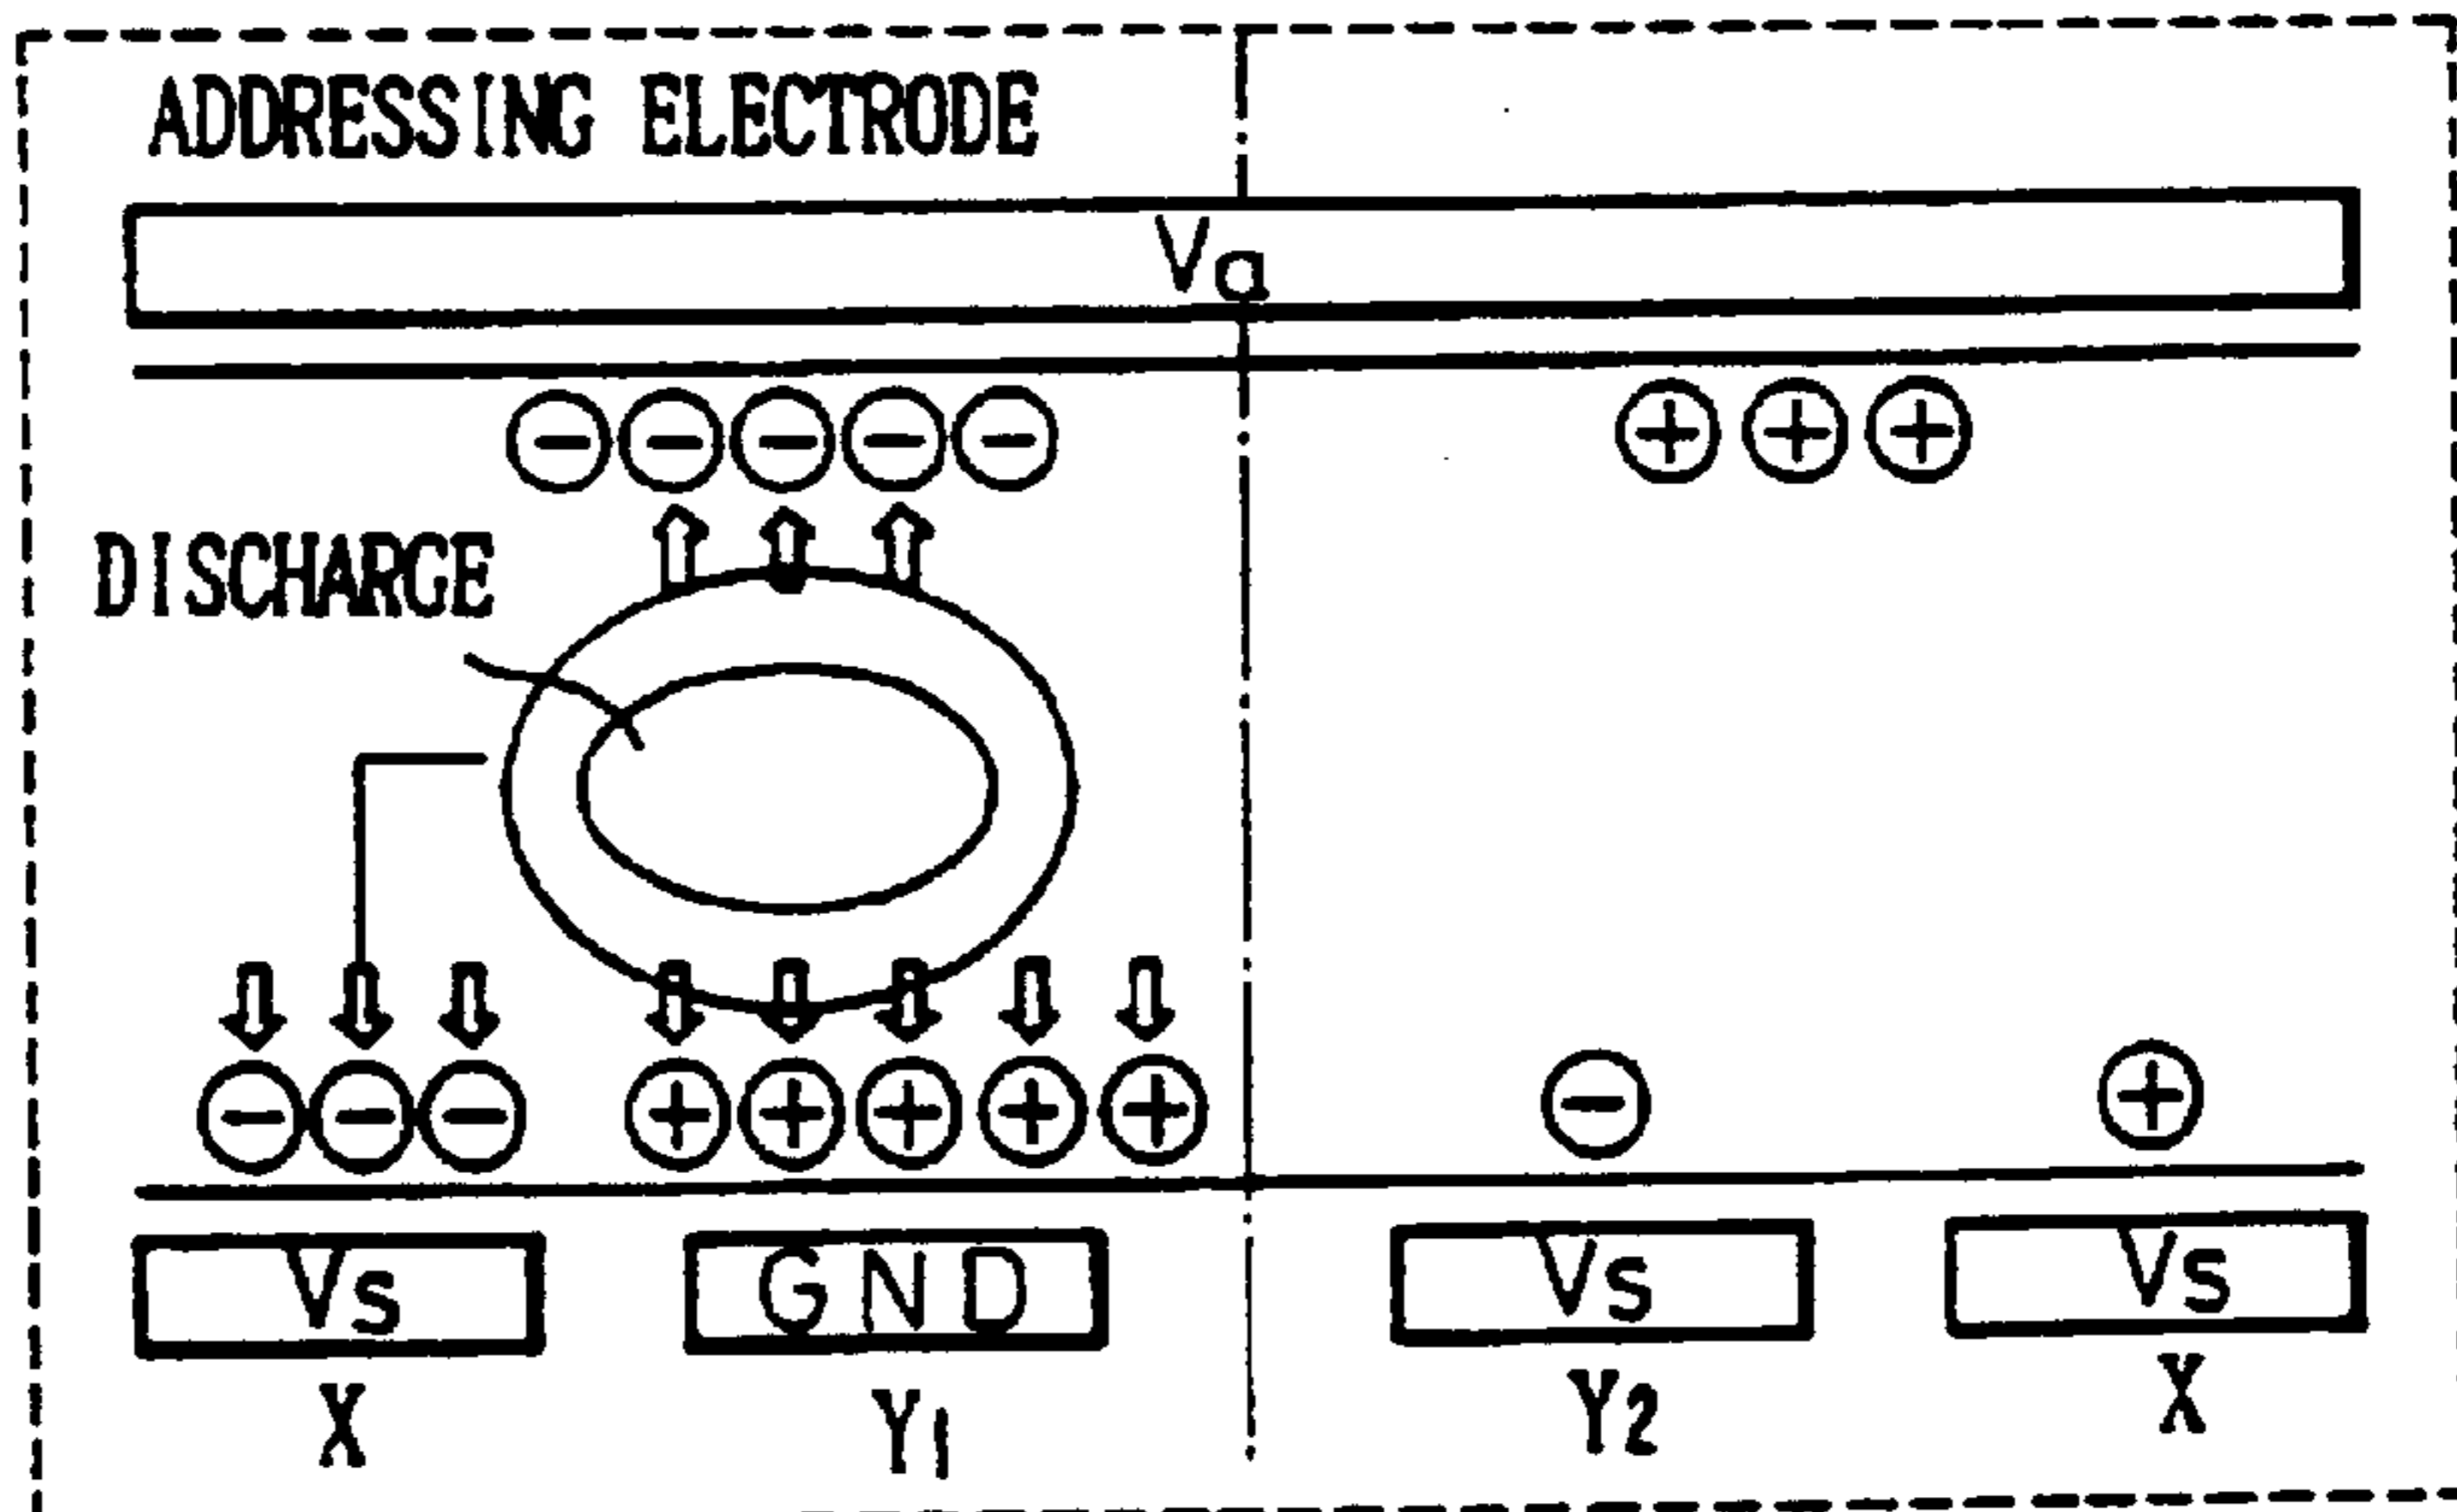 ADDRESSING ELECTRODE
Va
DISCHARGE
Vs GND Vs Vs
X Y1 Y2 X